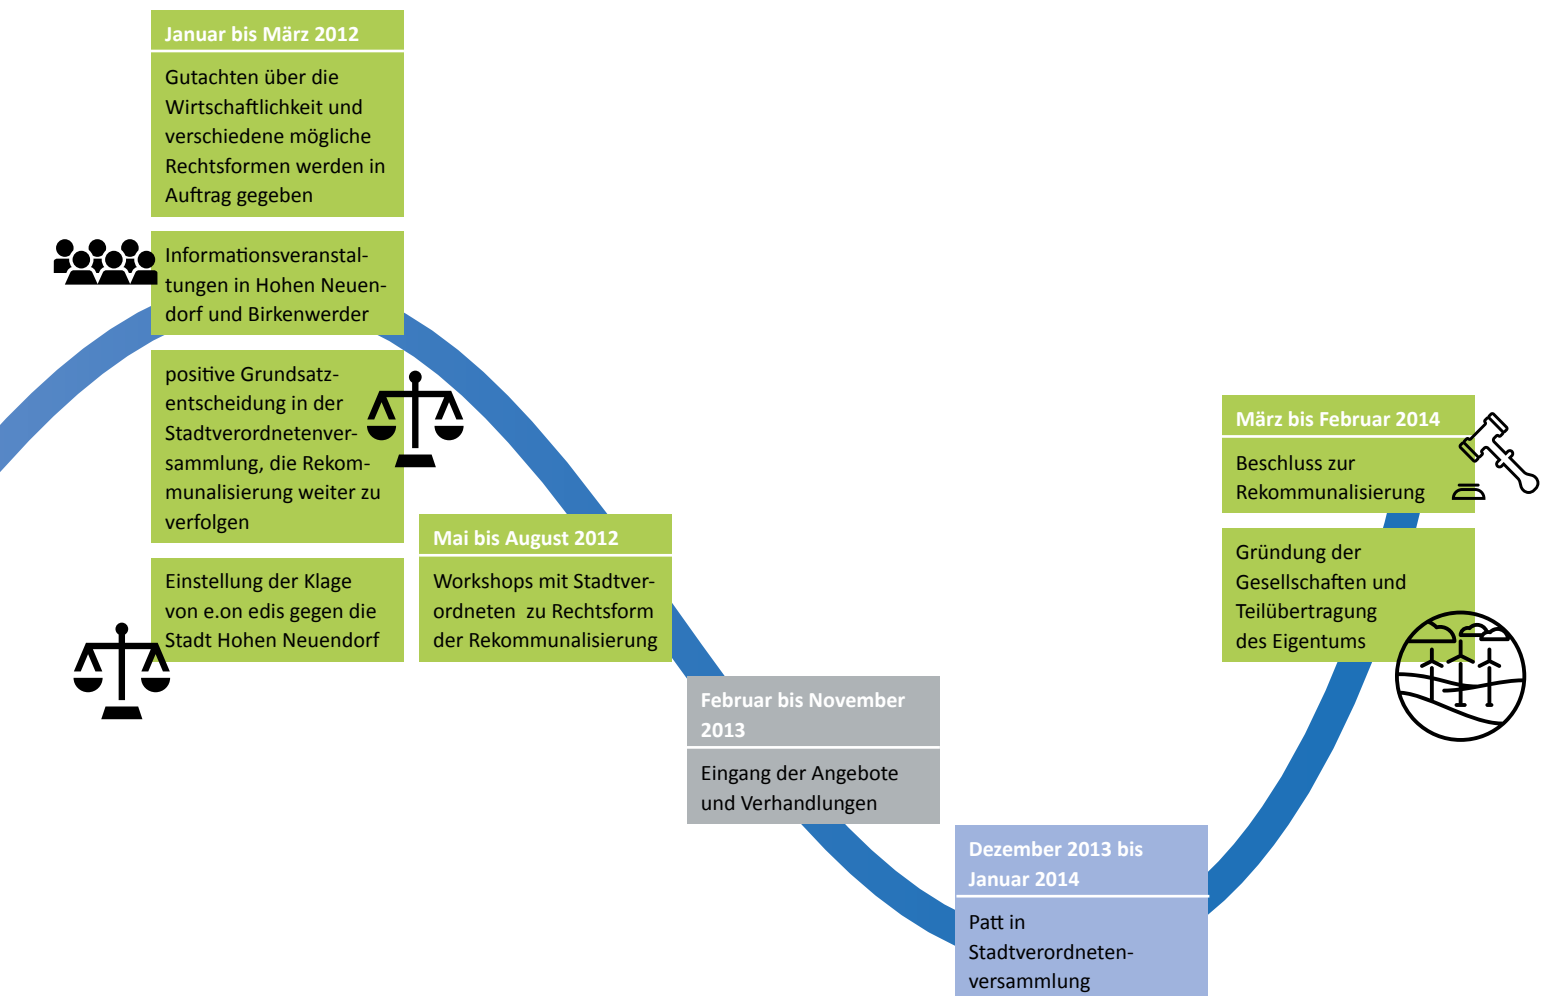 Januar bis März 2012
Gutachten über die
Wirtschaftlichkeit und
verschiedene mögliche
Rechtsformen werden in
Auftrag gegeben
Informationsveranstal-
tungen in Hohen Neuen-
dorf und Birkenwerder
positive Grundsatz-
entscheidung in der
Stadtverordnetenver-
sammlung, die Rekom-
munalisierung weiter zu
verfolgen
Einstellung der Klage
von e.on edis gegen die
Stadt Hohen Neuendorf
Mai bis August 2012
Workshops mit Stadtver-
ordneten  zu Rechtsform
der Rekommunalisierung
Februar bis November
2013
Eingang der Angebote
und Verhandlungen
Dezember 2013 bis
Januar 2014
Patt in
Stadtverordneten-
versammlung
März bis Februar 2014
Beschluss zur
Rekommunalisierung
Gründung der
Gesellschaften und
Teilübertragung
des Eigentums